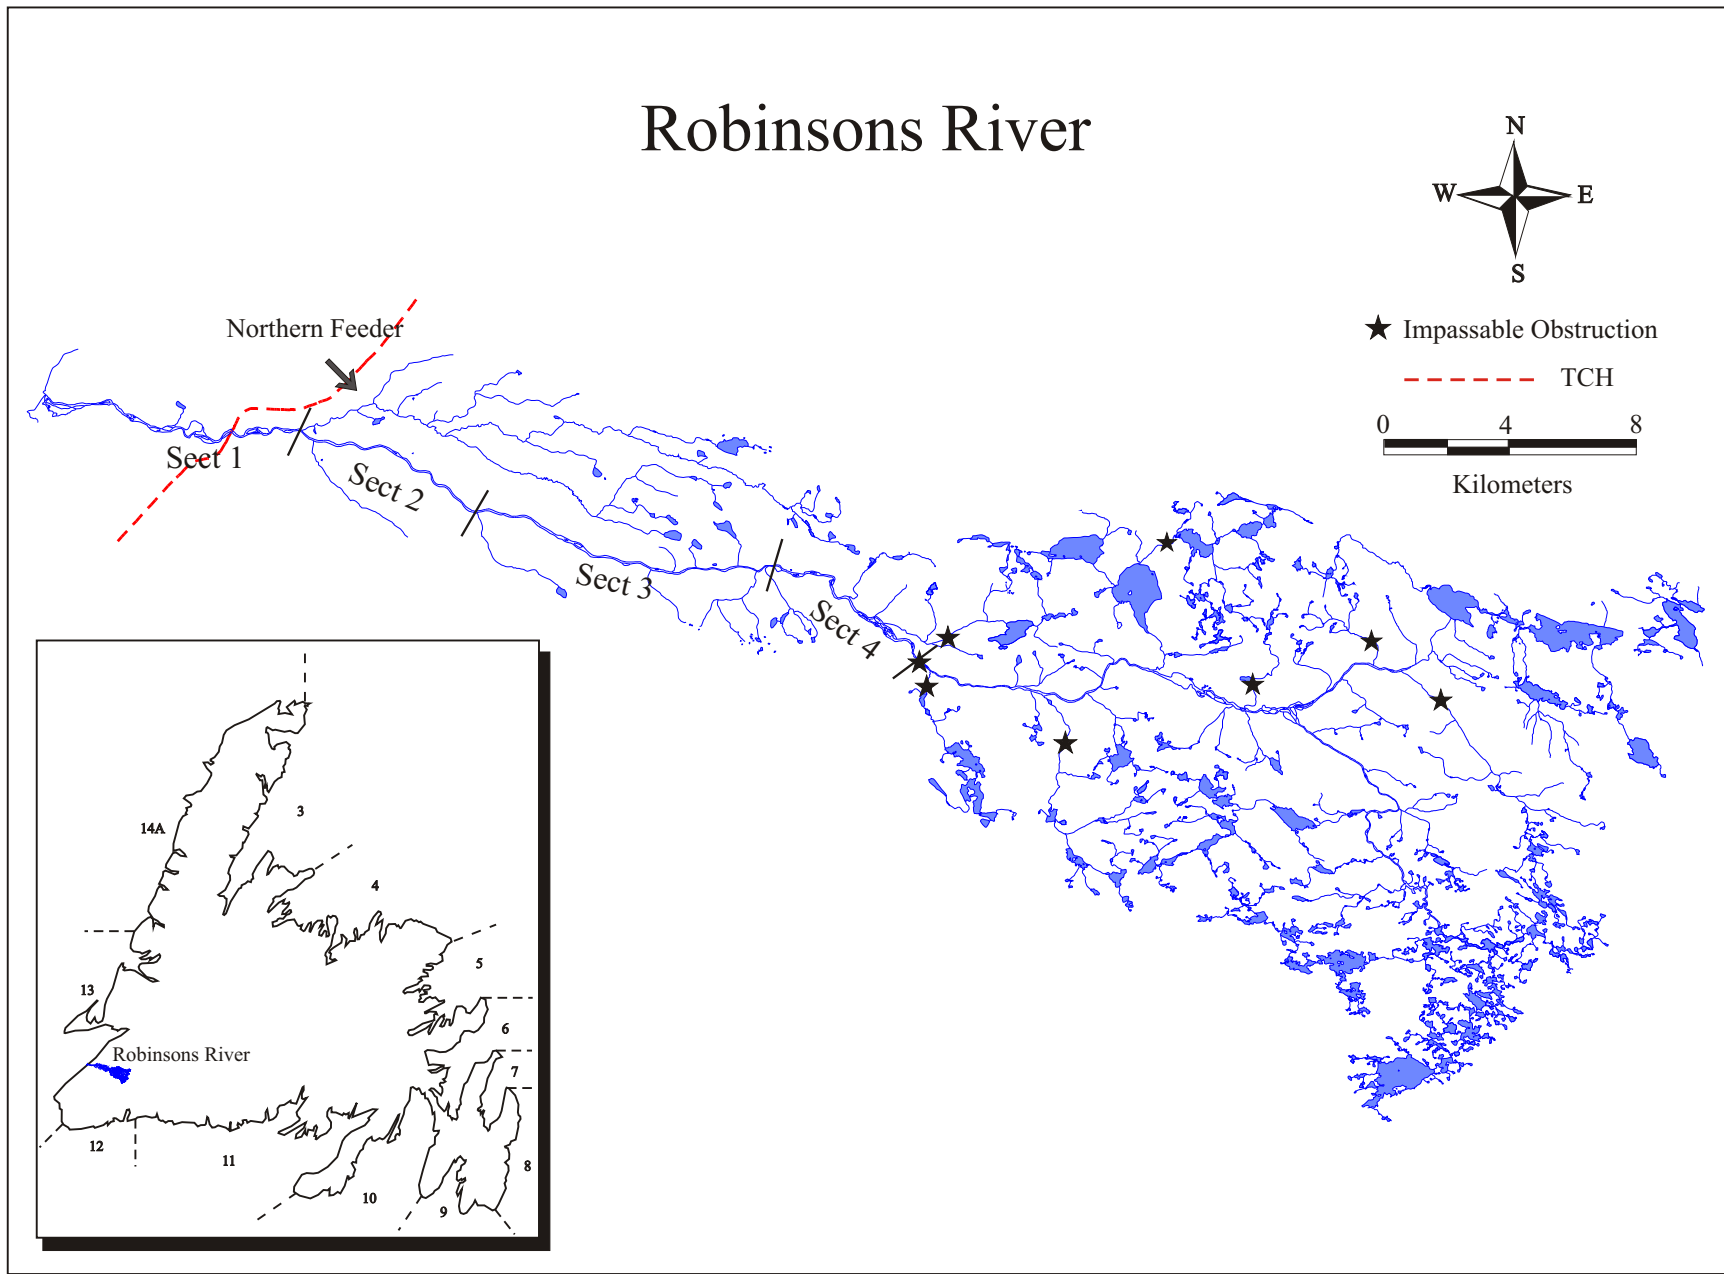 Robinsons River
N
W
E
S
Northern Feeder
Impassable Obstruction
TCH
0 4 8
Kilometers
Sect 1
Sect 2
Sect 3
Sect 4
3
14A
4
5
13
6
Robinsons River
7
12
11
8
10
9